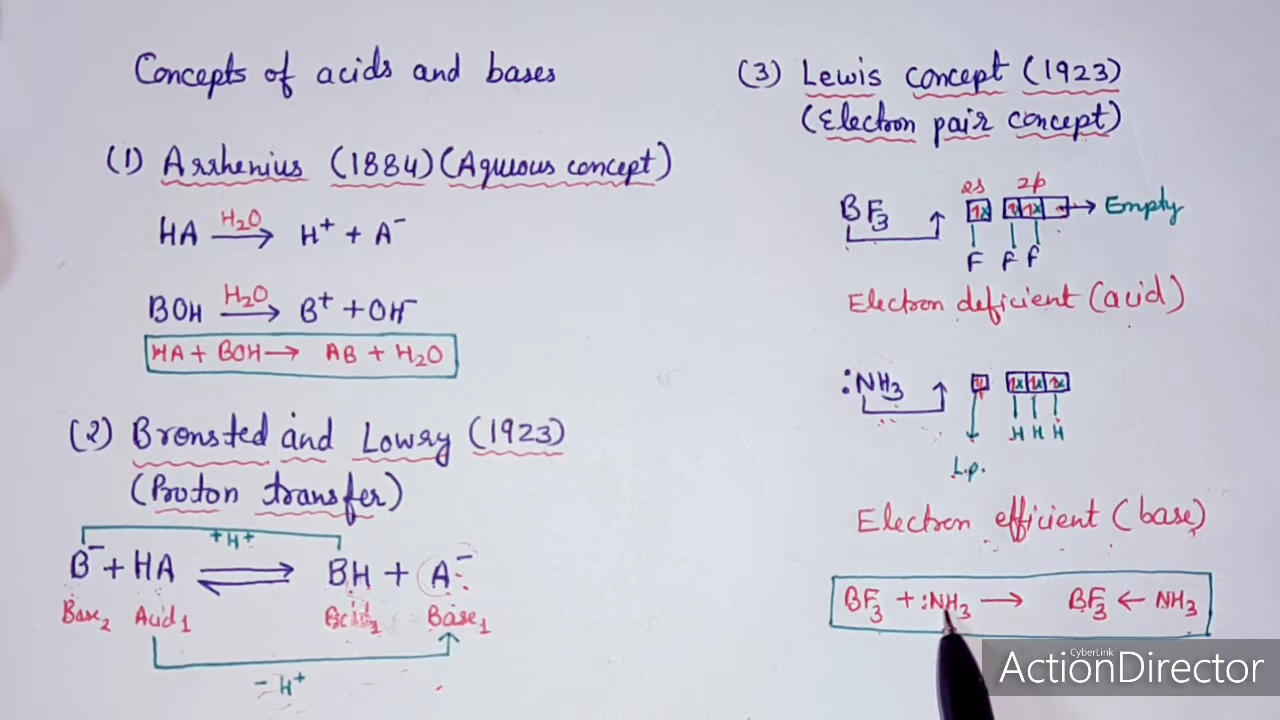 Concepts of acids and bases
(1) Arrhenius (1884) (Aqueous concept)
HA —H₂O→ H⁺ + A⁻
BOH —H₂O→ B⁺ + OH⁻
HA + BOH → AB + H₂O
(2) Bronsted and Lowry (1923)
(Proton transfer)
+H⁺
B⁻ + HA ⇌ BH + A⁻
Base₂ Acid₁ Acid₂ Base₁
- H⁺
(3) Lewis concept (1923)
(Electron pair concept)
2s 2p
BF₃ → Empty
F F F
Electron deficient (acid)
:NH₃
H H H
L.p.
Electron efficient (base)
BF₃ + :NH₃ → BF₃ ← NH₃
CyberLink
ActionDirector